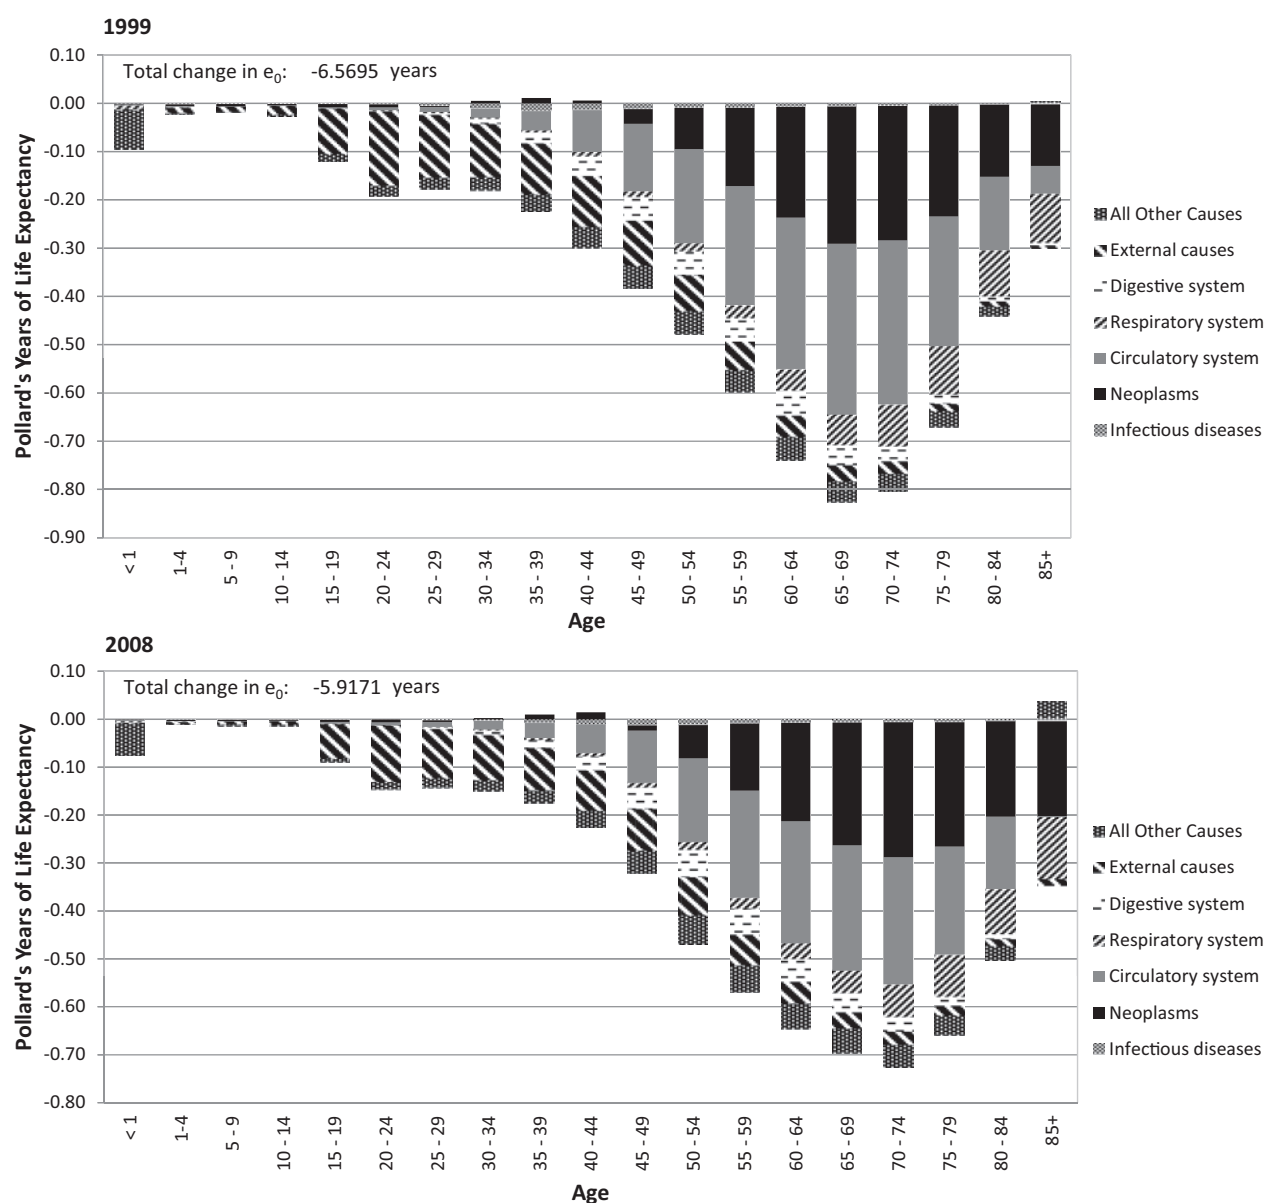 1999
Total change in e₀: -6.5695 years
0.10
0.00
-0.10
-0.20
-0.30
-0.40
-0.50
-0.60
-0.70
-0.80
-0.90
Pollard's Years of Life Expectancy
< 1
1-4
5 - 9
10 - 14
15 - 19
20 - 24
25 - 29
30 - 34
35 - 39
40 - 44
45 - 49
50 - 54
55 - 59
60 - 64
65 - 69
70 - 74
75 - 79
80 - 84
85+
Age
All Other Causes
External causes
Digestive system
Respiratory system
Circulatory system
Neoplasms
Infectious diseases
2008
Total change in e₀: -5.9171 years
0.10
0.00
-0.10
-0.20
-0.30
-0.40
-0.50
-0.60
-0.70
-0.80
Pollard's Years of Life Expectancy
< 1
1-4
5 - 9
10 - 14
15 - 19
20 - 24
25 - 29
30 - 34
35 - 39
40 - 44
45 - 49
50 - 54
55 - 59
60 - 64
65 - 69
70 - 74
75 - 79
80 - 84
85+
Age
All Other Causes
External causes
Digestive system
Respiratory system
Circulatory system
Neoplasms
Infectious diseases